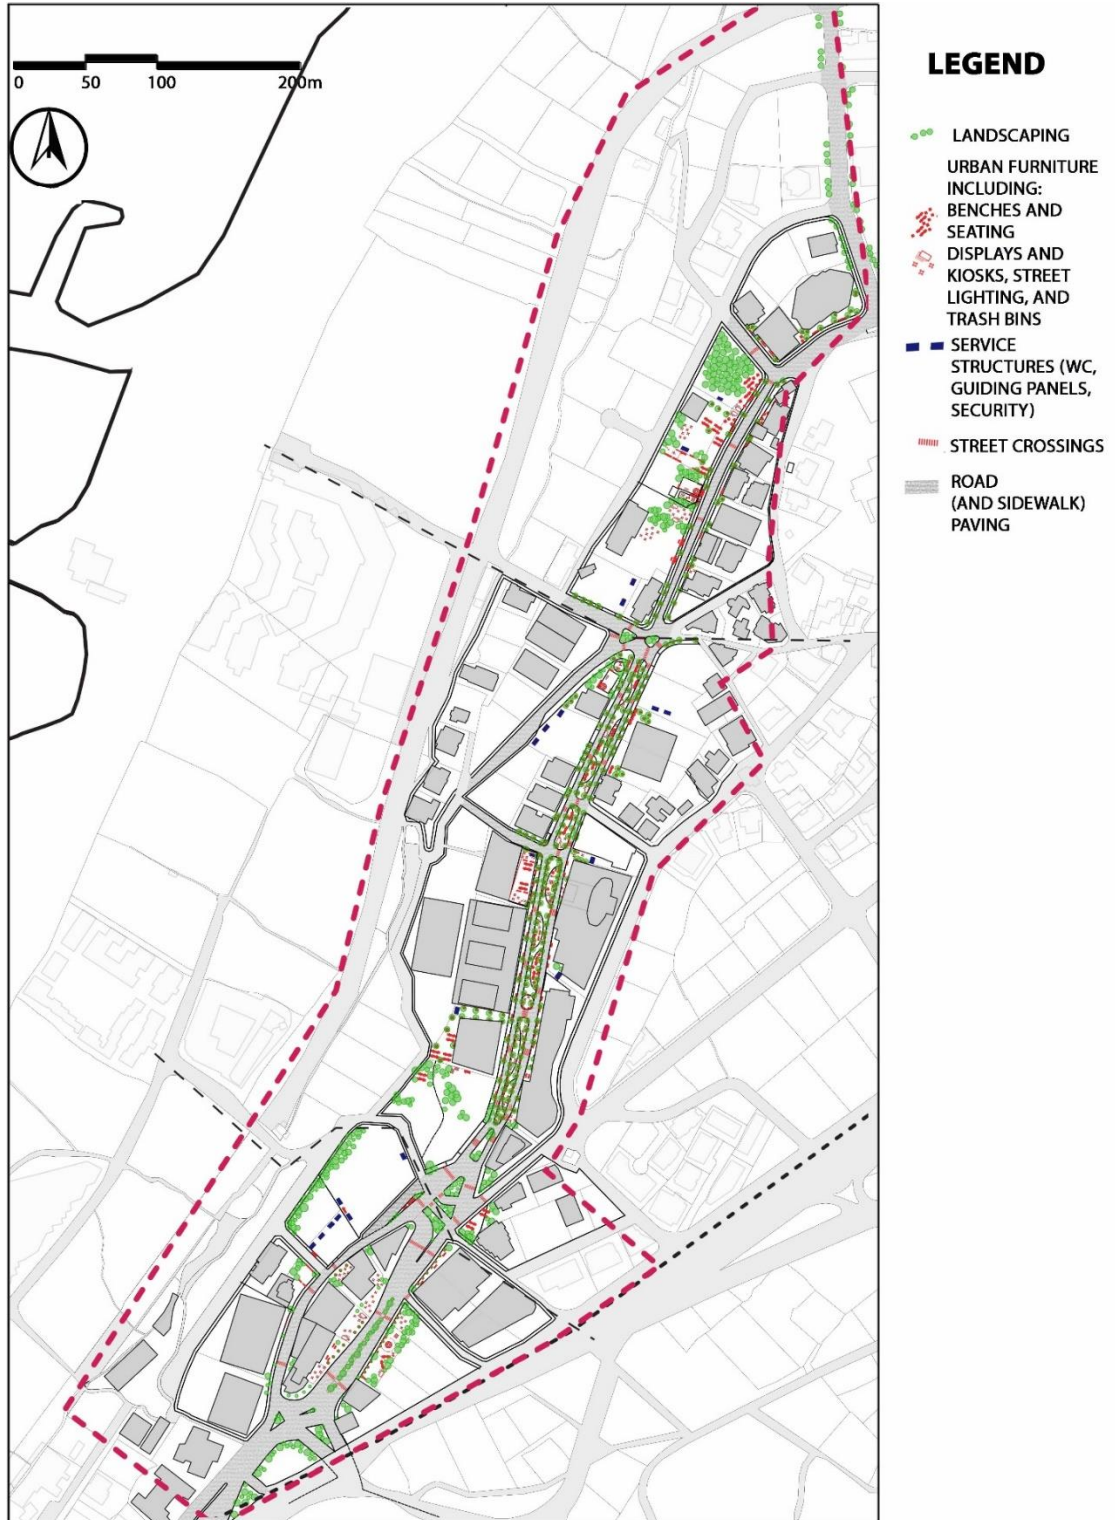 0 50 100 200m
LEGEND
LANDSCAPING
URBAN FURNITURE
INCLUDING:
BENCHES AND
SEATING
DISPLAYS AND
KIOSKS, STREET
LIGHTING, AND
TRASH BINS
SERVICE
STRUCTURES (WC,
GUIDING PANELS,
SECURITY)
STREET CROSSINGS
ROAD
(AND SIDEWALK)
PAVING